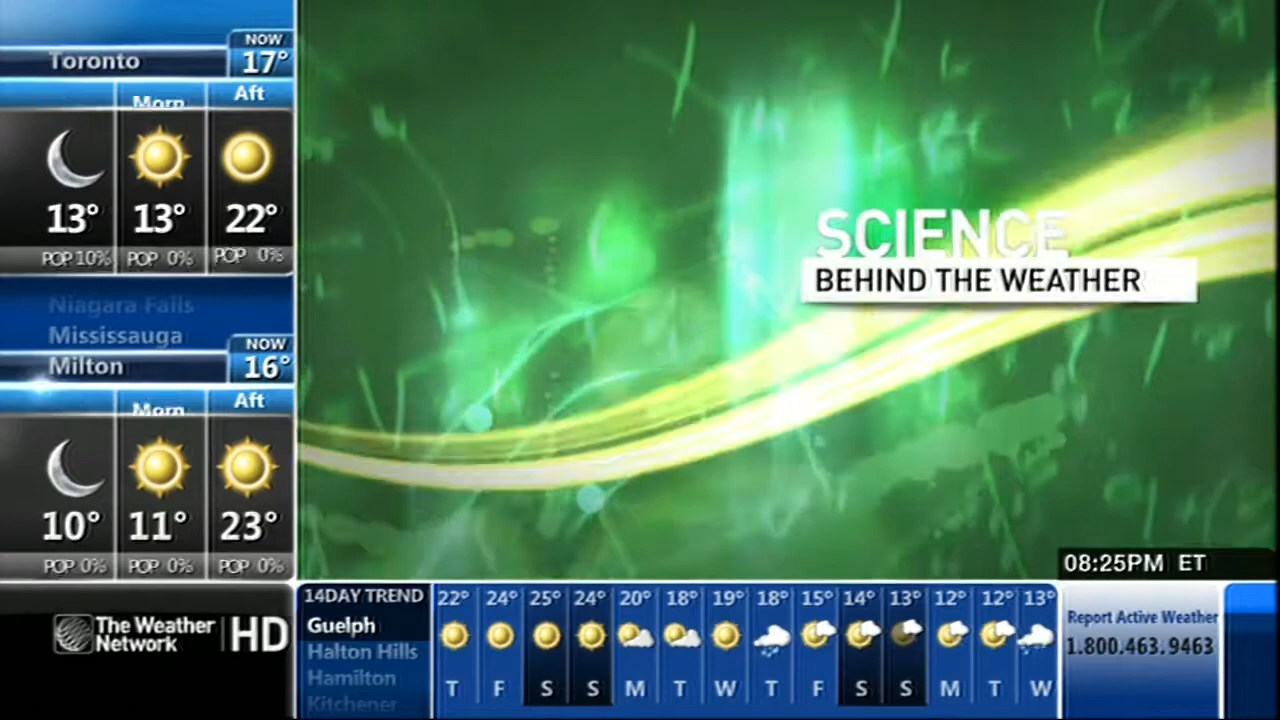 Toronto
NOW
17°
Morn
Aft
13°
13°
22°
POP 10%
POP 0%
POP 0%
Niagara Falls
Mississauga
Milton
NOW
16°
Morn
Aft
10°
11°
23°
POP 0%
POP 0%
POP 0%
SCIENCE
BEHIND THE WEATHER
08:25PM ET
The Weather
Network
HD
14DAY TREND
Guelph
Halton Hills
Hamilton
Kitchener
22° 24° 25° 24° 20° 18° 19° 18° 15° 14° 13° 12° 12° 13°
T F S S M T W T F S S M T W
Report Active Weather
1.800.463.9463